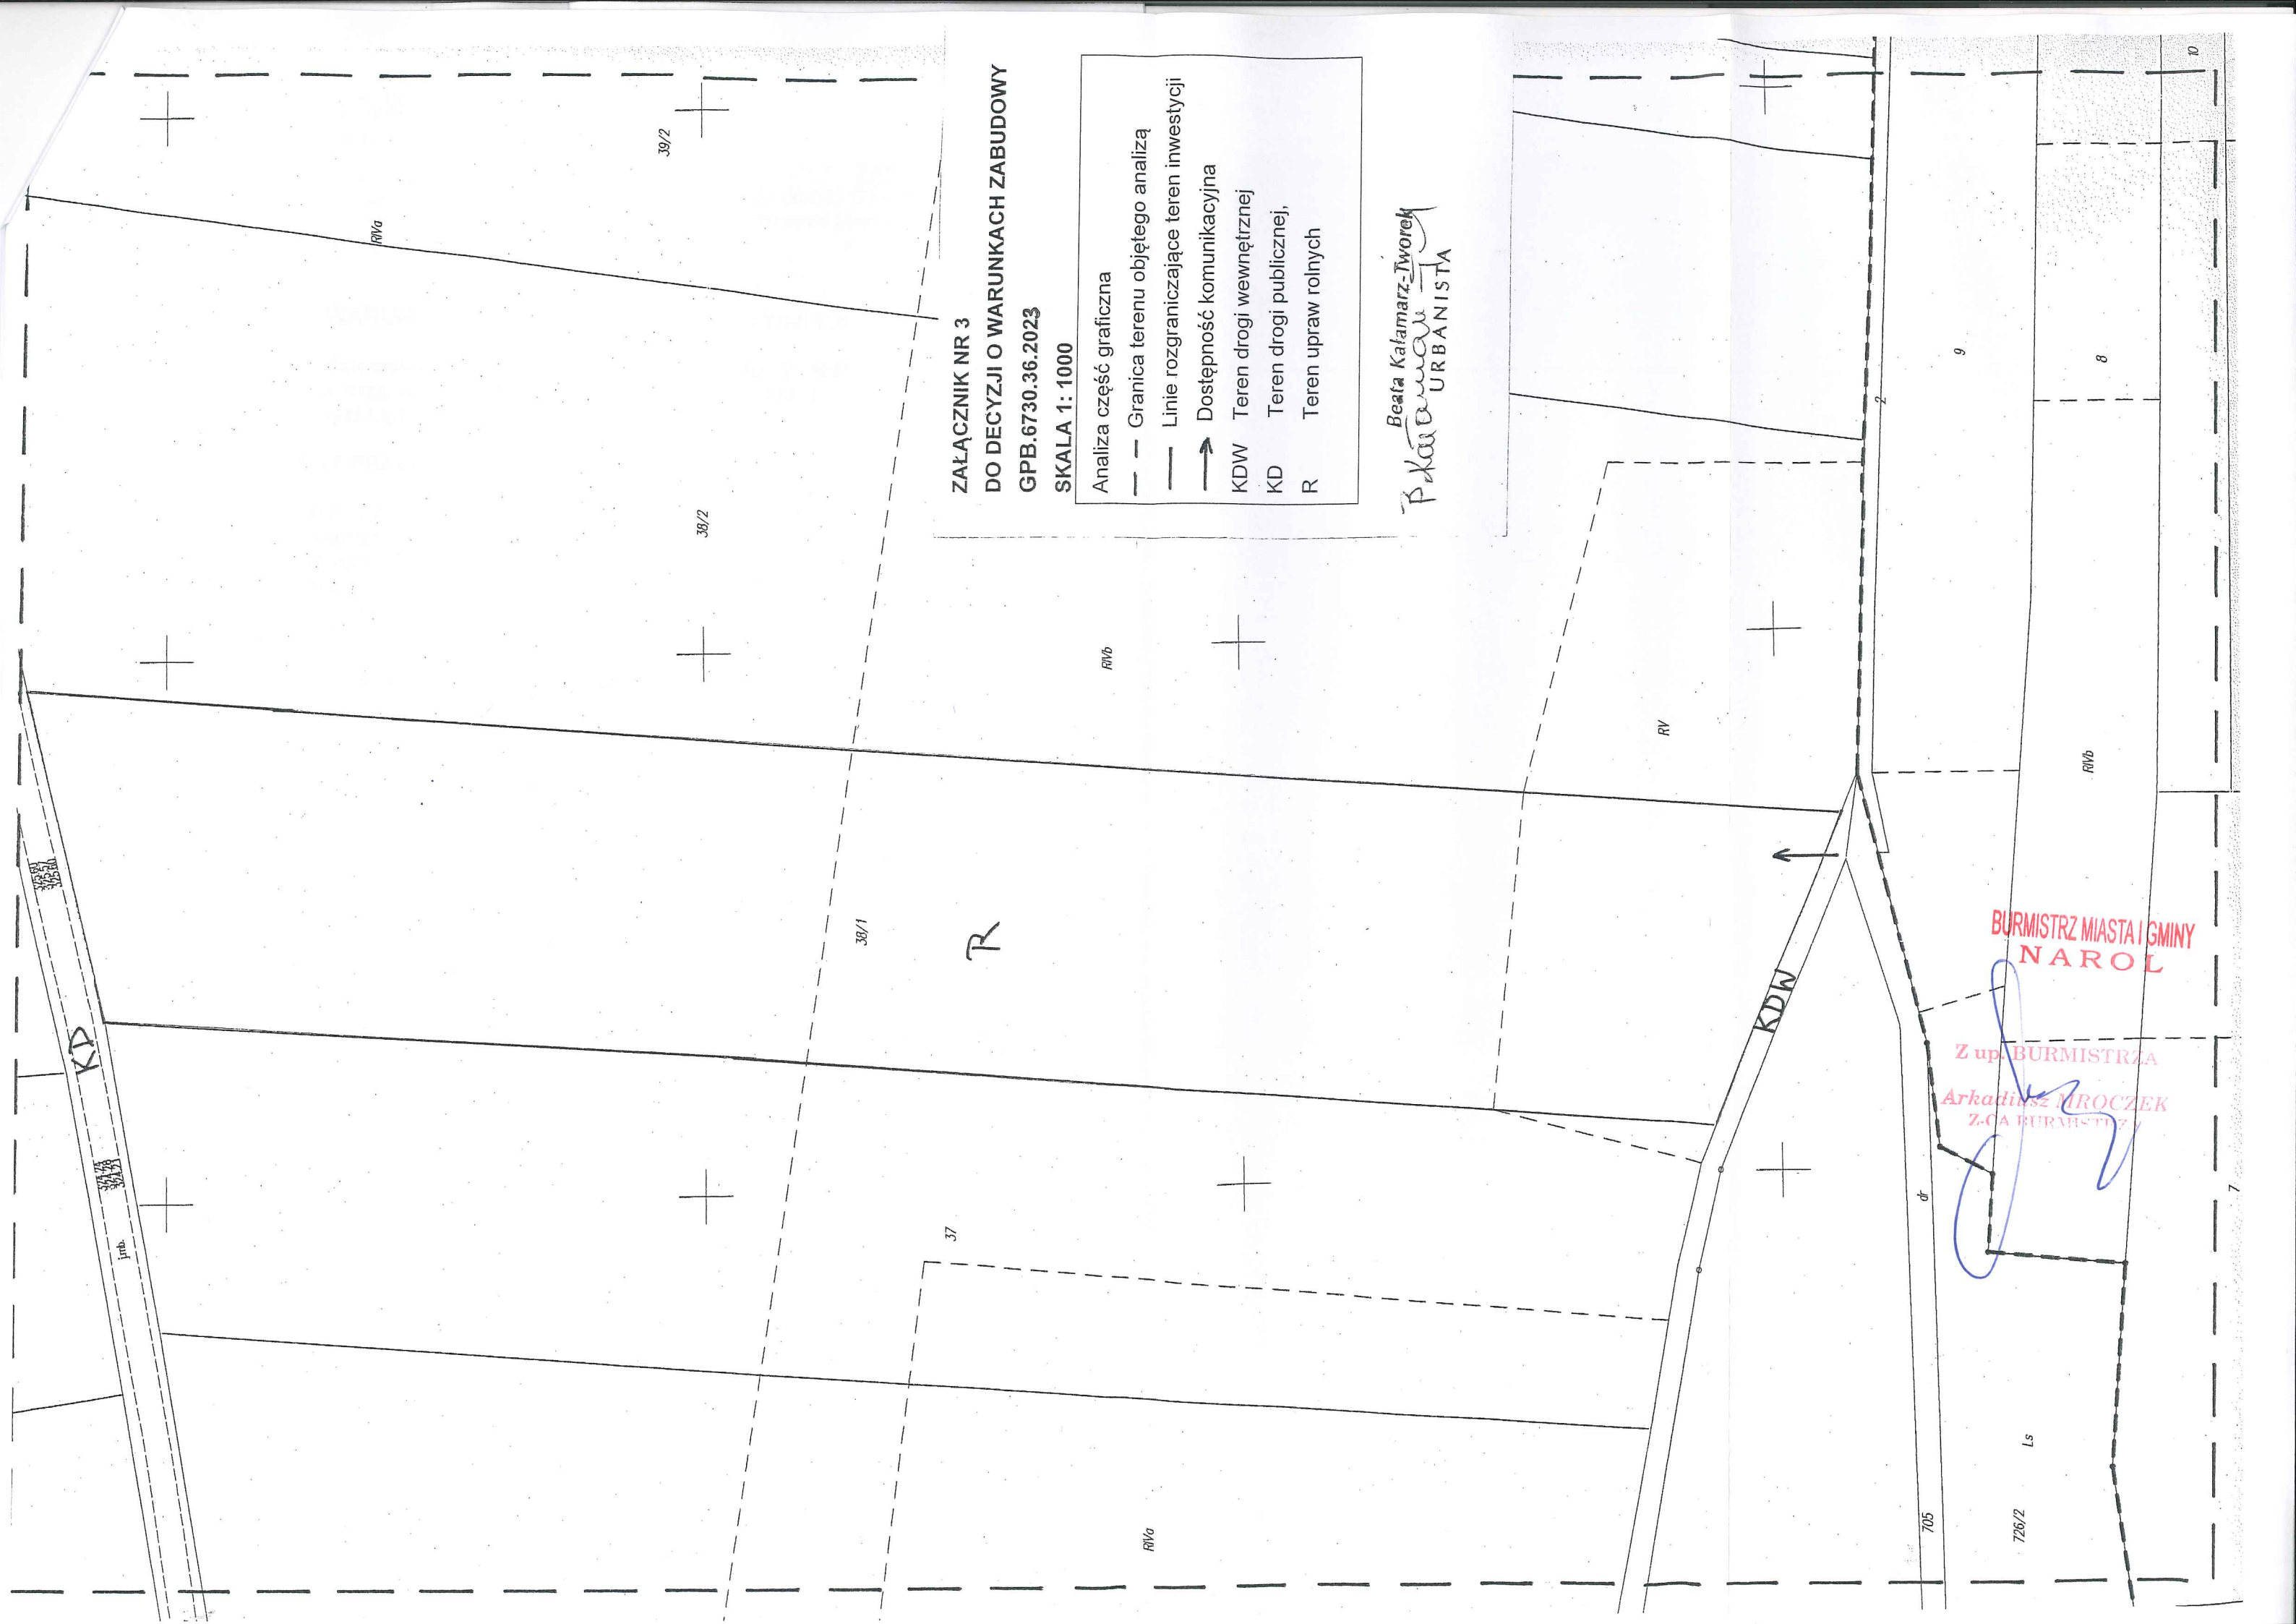 ZAŁĄCZNIK NR 3
DO DECYZJI O WARUNKACH ZABUDOWY
GPB.6730.36.2023
SKALA 1: 1000
Analiza część graficzna
Granica terenu objętego analizą
Linie rozgraniczające teren inwestycji
Dostępność komunikacyjna
KDW Teren drogi wewnętrznej
KD Teren drogi publicznej,
R Teren upraw rolnych
Beata Kałamarz-Tworek
URBANISTA
39/2
RIVa
38/2
RIVb
RV
38/1
R
KD
jmb.
37
RIVa
KDW
2
9
8
10
RIVb
7
dr
705
Ls
726/2
BURMISTRZ MIASTA I GMINY
NAROL
Z up. BURMISTRZA
Arkadiusz MROCZEK
Z-CA BURMISTRZA